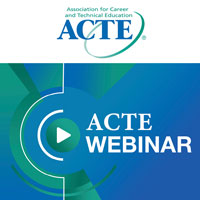 Association for Career
and Technical Education
ACTE®
ACTE
WEBINAR